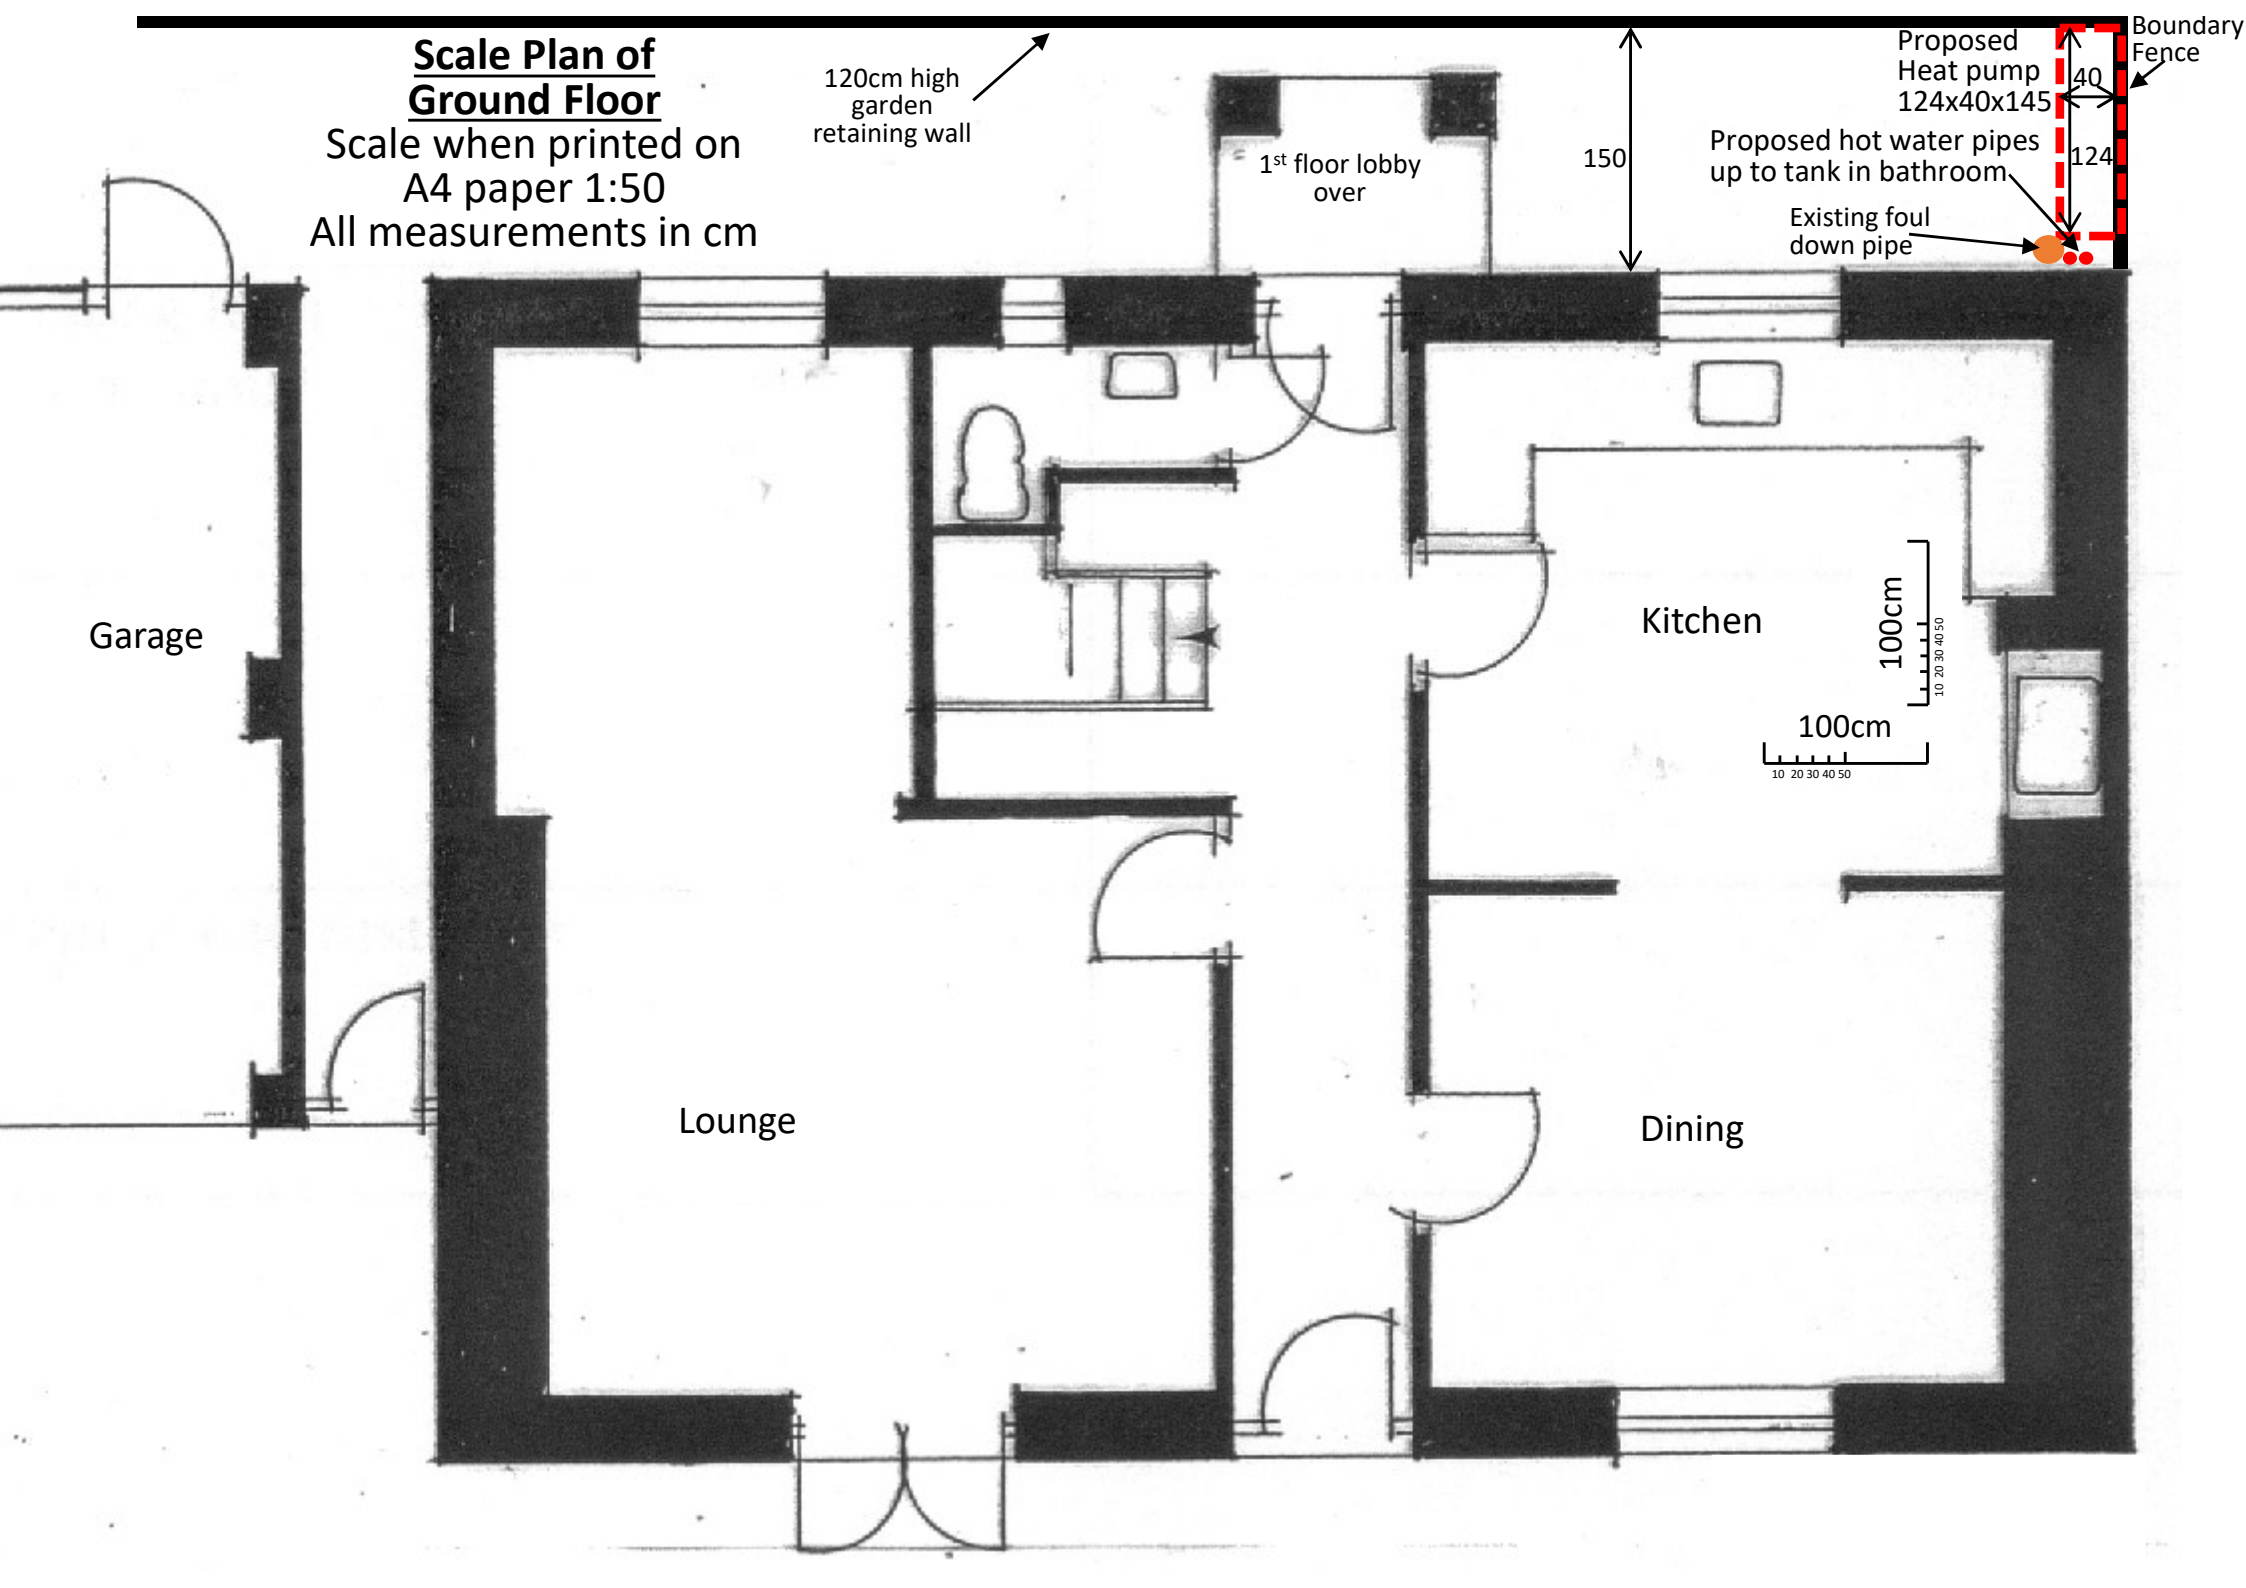 Scale Plan of
Ground Floor
Scale when printed on
A4 paper 1:50
All measurements in cm
120cm high
garden
retaining wall
1st floor lobby
over
150
Proposed
Heat pump
124x40x145
40
124
Boundary
Fence
Proposed hot water pipes
up to tank in bathroom
Existing foul
down pipe
Garage
Kitchen
100cm
10 20 30 40 50
100cm
10 20 30 40 50
Lounge
Dining